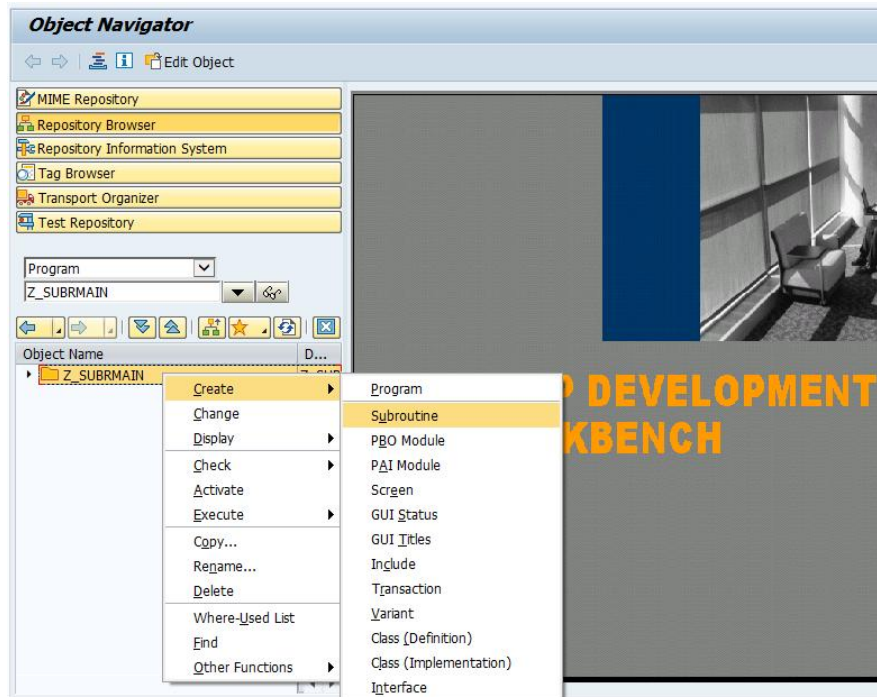 Object Navigator
Edit Object
MIME Repository
Repository Browser
Repository Information System
Tag Browser
Transport Organizer
Test Repository
Program
Z_SUBRMAIN
Object Name D...
Z_SUBRMAIN
Create
Change
Display
Check
Activate
Execute
Copy...
Rename...
Delete
Where-Used List
Find
Other Functions
Program
Subroutine
PBO Module
PAI Module
Screen
GUI Status
GUI Titles
Include
Transaction
Variant
Class (Definition)
Class (Implementation)
Interface
P DEVELOPMENT
KBENCH